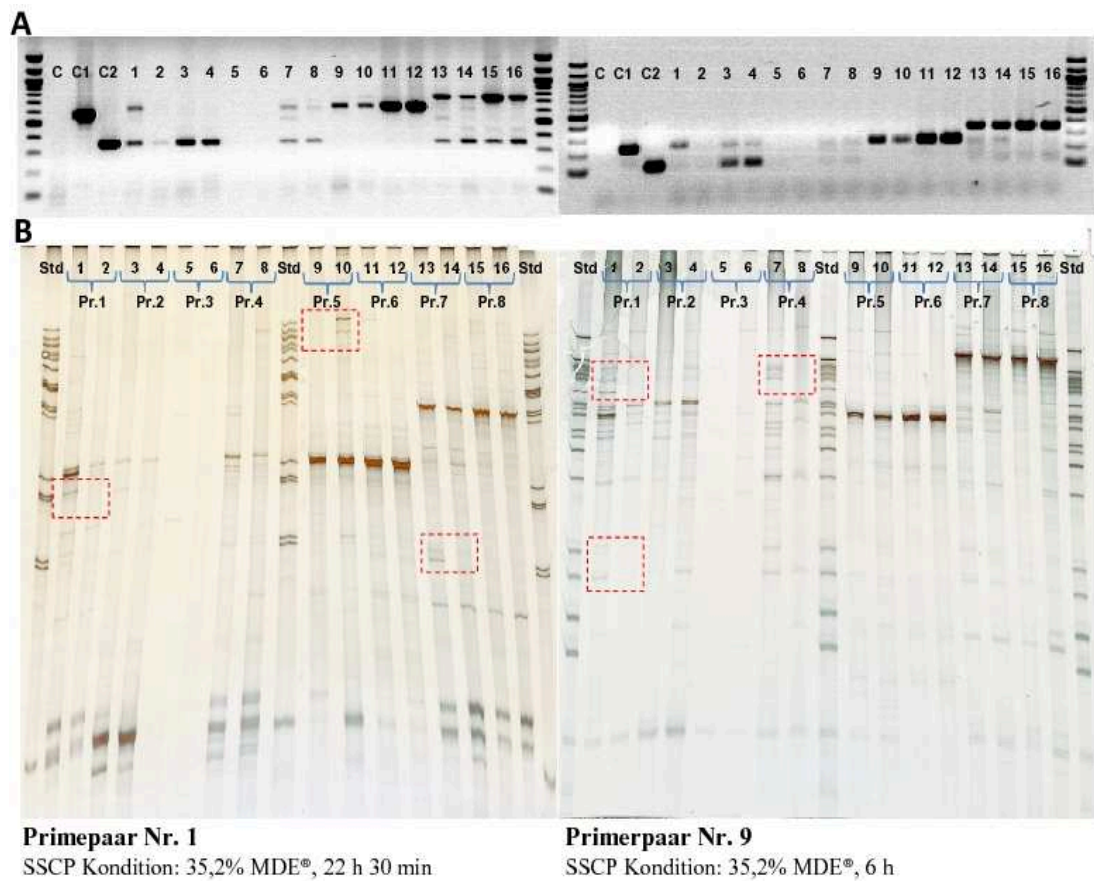 A
C C1 C2 1 2 3 4 5 6 7 8 9 10 11 12 13 14 15 16
C C1 C2 1 2 3 4 5 6 7 8 9 10 11 12 13 14 15 16
B
Std 1 2 3 4 5 6 7 8 Std 9 10 11 12 13 14 15 16 Std
Pr.1 Pr.2 Pr.3 Pr.4 Pr.5 Pr.6 Pr.7 Pr.8
Std 1 2 3 4 5 6 7 8 Std 9 10 11 12 13 14 15 16 Std
Pr.1 Pr.2 Pr.3 Pr.4 Pr.5 Pr.6 Pr.7 Pr.8
Primepaar Nr. 1
SSCP Kondition: 35,2% MDE®, 22 h 30 min
Primerpaar Nr. 9
SSCP Kondition: 35,2% MDE®, 6 h